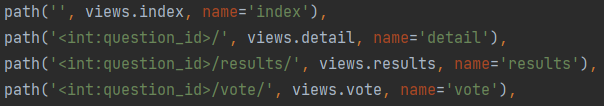 path('', views.index, name='index'),
path('<int:question_id>/', views.detail, name='detail'),
path('<int:question_id>/results/', views.results, name='results'),
path('<int:question_id>/vote/', views.vote, name='vote'),